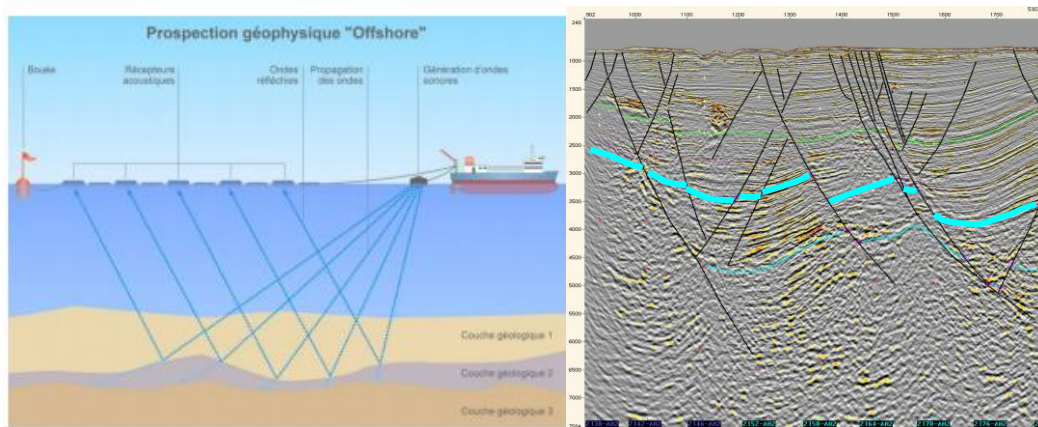 Prospection géophysique "Offshore"
Bouée
Récepteurs
acoustiques
Ondes
réfléchies
Propagation
des ondes
Génération d'ondes
sonores
Couche géologique 1
Couche géologique 2
Couche géologique 3
240
902
1000
1100
1200
1300
1400
1500
1600
1700
1000
1500
2000
2500
3000
3500
4000
4500
5000
5500
6000
6500
7000